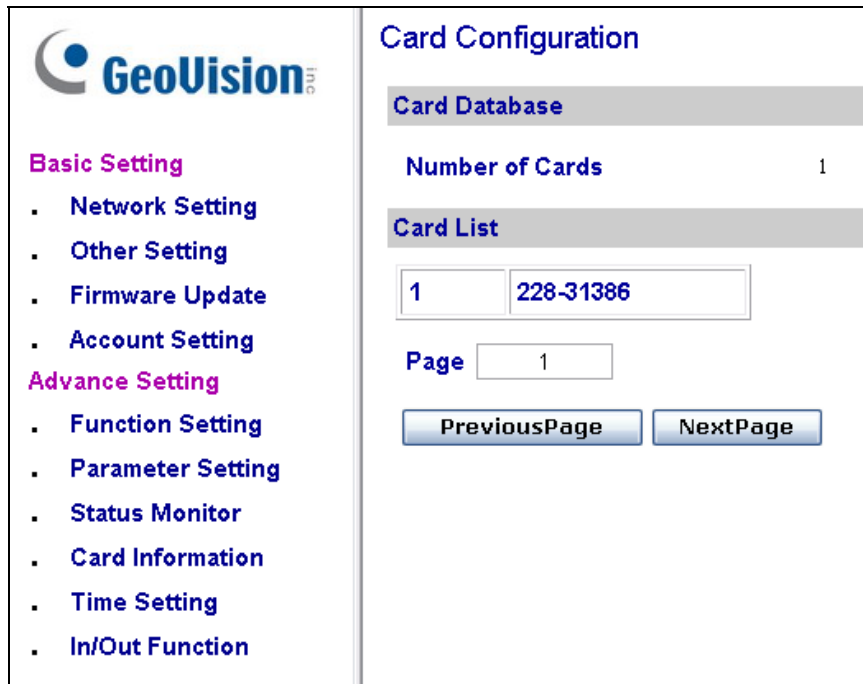 GeoVision inc
Basic Setting
. Network Setting
. Other Setting
. Firmware Update
. Account Setting
Advance Setting
. Function Setting
. Parameter Setting
. Status Monitor
. Card Information
. Time Setting
. In/Out Function
Card Configuration
Card Database
Number of Cards 1
Card List
1 228-31386
Page 1
PreviousPage NextPage